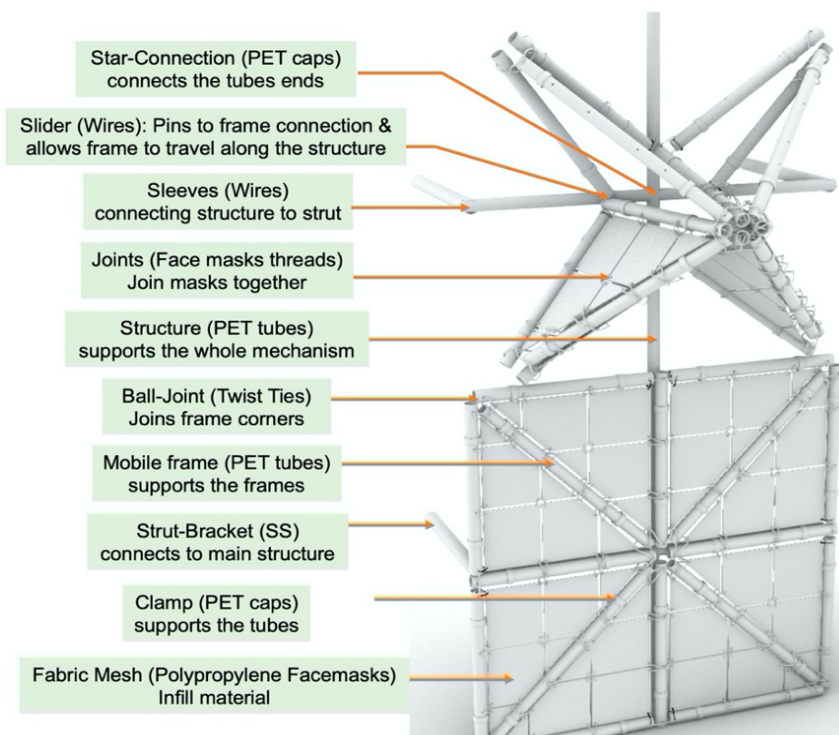 Star-Connection (PET caps)
connects the tubes ends
Slider (Wires): Pins to frame connection &
allows frame to travel along the structure
Sleeves (Wires)
connecting structure to strut
Joints (Face masks threads)
Join masks together
Structure (PET tubes)
supports the whole mechanism
Ball-Joint (Twist Ties)
Joins frame corners
Mobile frame (PET tubes)
supports the frames
Strut-Bracket (SS)
connects to main structure
Clamp (PET caps)
supports the tubes
Fabric Mesh (Polypropylene Facemasks)
Infill material